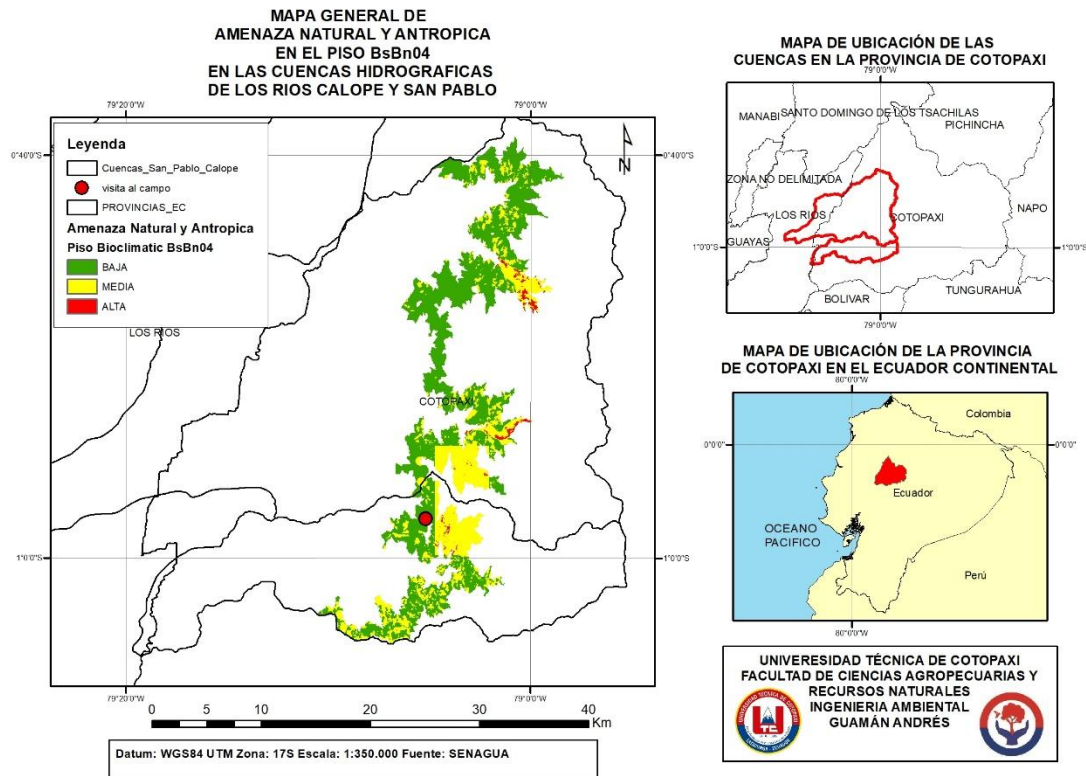 MAPA GENERAL DE
AMENAZA NATURAL Y ANTROPICA
EN EL PISO BsBn04
EN LAS CUENCAS HIDROGRAFICAS
DE LOS RIOS CALOPE Y SAN PABLO
79°20'0"W
79°0'0"W
0°40'0"S
0°40'0"S
Leyenda
Cuencas_San_Pablo_Calope
visita al campo
PROVINCIAS_EC
Amenaza Natural y Antropica
Piso Bioclimatic BsBn04
BAJA
MEDIA
ALTA
N
LOS RIOS
COTOPAXI
1°0'0"S
1°0'0"S
79°20'0"W
79°0'0"W
0
5
10
20
30
40
Km
Datum: WGS84 UTM Zona: 17S Escala: 1:350.000 Fuente: SENAGUA
MAPA DE UBICACIÓN DE LAS
CUENCAS EN LA PROVINCIA DE COTOPAXI
79°0'0"W
MANABI
SANTO DOMINGO DE LOS TSACHILAS
PICHINCHA
ZONA NO DELIMITADA
NAPO
LOS RIOS
COTOPAXI
GUAYAS
1°0'0"S
1°0'0"S
TUNGURAHUA
BOLIVAR
79°0'0"W
MAPA DE UBICACIÓN DE LA PROVINCIA
DE COTOPAXI EN EL ECUADOR CONTINENTAL
80°0'0"W
Colombia
0°0'0"
0°0'0"
Ecuador
OCEANO
PACIFICO
Perú
80°0'0"W
UNIVERESIDAD TÉCNICA DE COTOPAXI
FACULTAD DE CIENCIAS AGROPECUARIAS Y
RECURSOS NATURALES
INGENIERIA AMBIENTAL
GUAMÁN ANDRÉS
UNIVERSIDAD TÉCNICA DE COTOPAXI